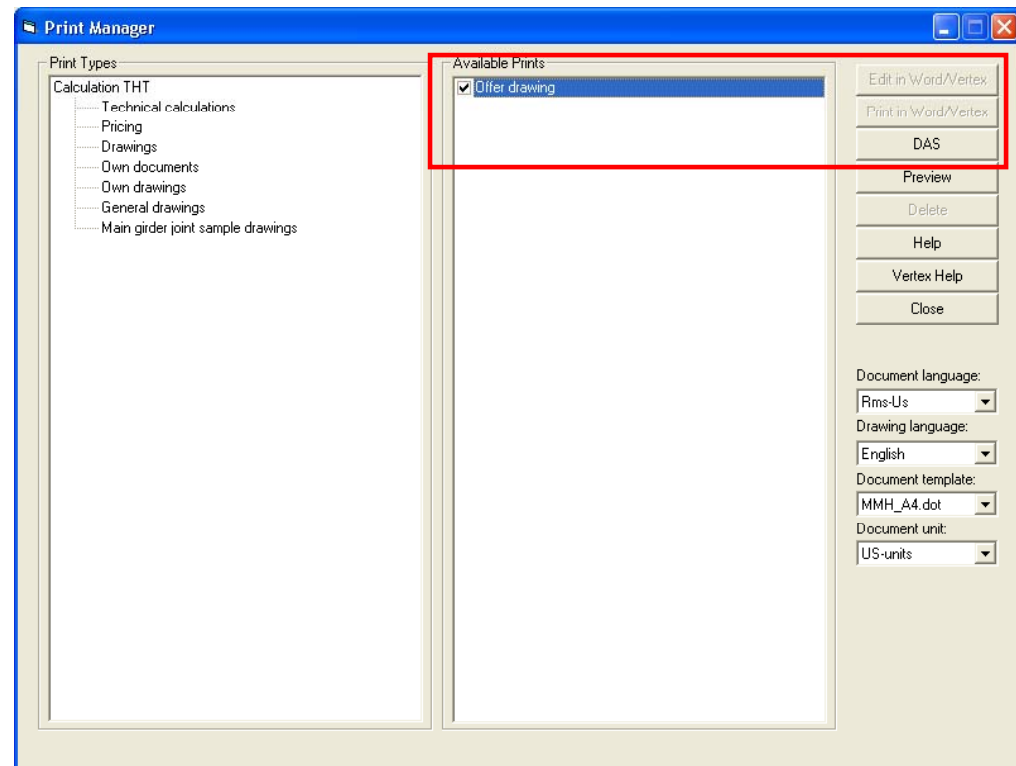 Print Manager
Print Types
Calculation THT
Technical calculations
Pricing
Drawings
Own documents
Own drawings
General drawings
Main girder joint sample drawings
Available Prints
Offer drawing
Edit in Word/Vertex
Print in Word/Vertex
DAS
Preview
Delete
Help
Vertex Help
Close
Document language:
Rms-Us
Drawing language:
English
Document template:
MMH_A4.dot
Document unit:
US-units